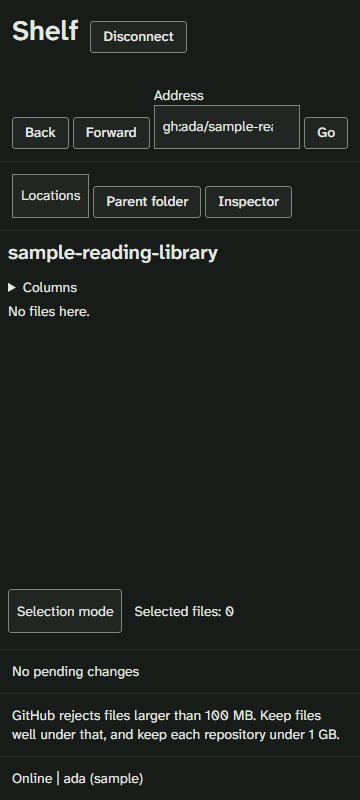 Shelf
Disconnect
Address
Back
Forward
gh:ada/sample-rea
Go
Locations
Parent folder
Inspector
sample-reading-library
Columns
No files here.
Selection mode
Selected files: 0
No pending changes
GitHub rejects files larger than 100 MB. Keep files
well under that, and keep each repository under 1 GB.
Online | ada (sample)